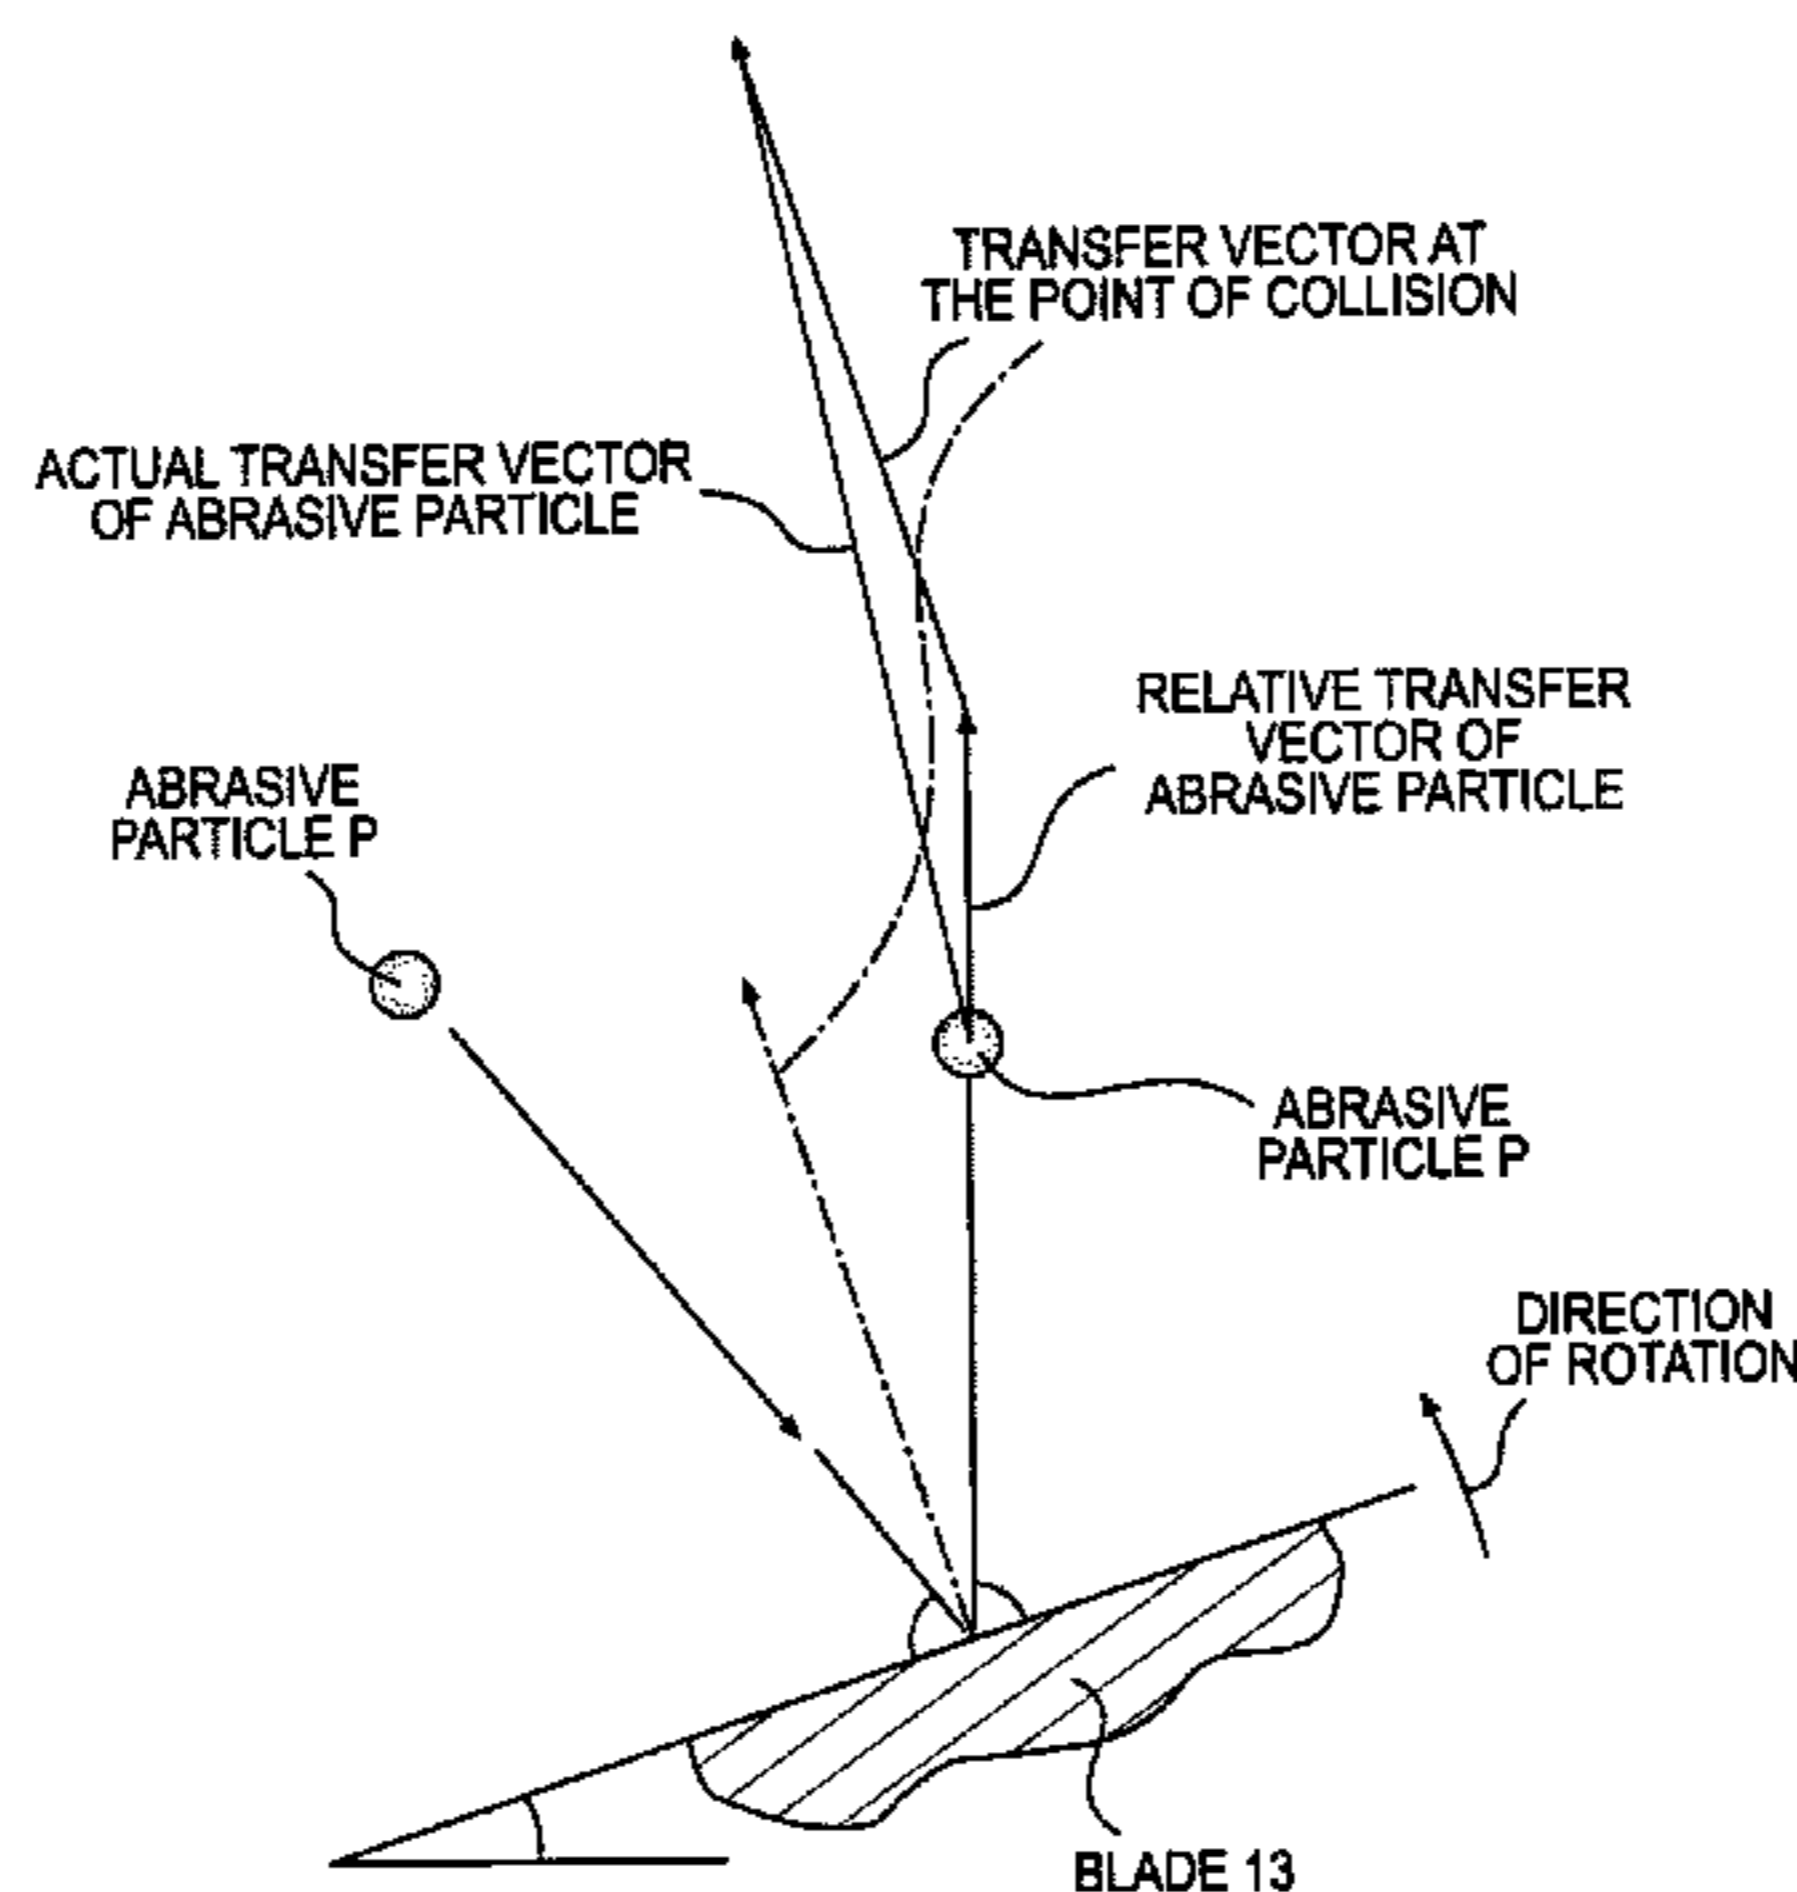 TRANSFER VECTOR AT
THE POINT OF COLLISION
ACTUAL TRANSFER VECTOR
OF ABRASIVE PARTICLE
RELATIVE TRANSFER
VECTOR OF
ABRASIVE PARTICLE
ABRASIVE
PARTICLE P
ABRASIVE
PARTICLE P
DIRECTION
OF ROTATION
BLADE 13